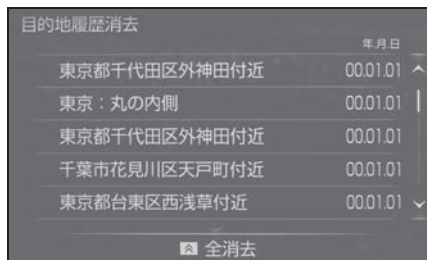 目的地履歴消去
年.月.日
東京都千代田区外神田付近 00.01.01
東京：丸の内側 00.01.01
東京都千代田区外神田付近 00.01.01
千葉市花見川区天戸町付近 00.01.01
東京都台東区西浅草付近 00.01.01
全消去